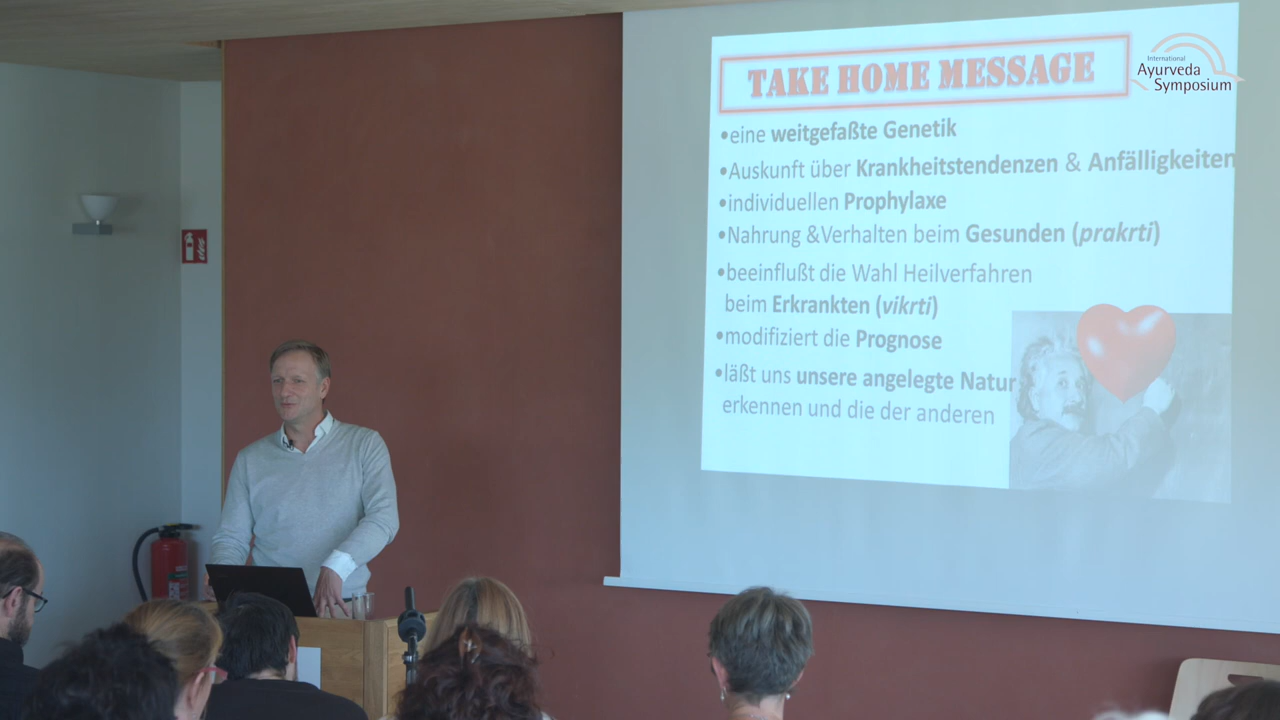 TAKE HOME MESSAGE
International
Ayurveda
Symposium
•eine weitgefaßte Genetik
•Auskunft über Krankheitstendenzen & Anfälligkeiten
•individuellen Prophylaxe
•Nahrung &Verhalten beim Gesunden (prakrti)
•beeinflußt die Wahl Heilverfahren
beim Erkrankten (vikrti)
•modifiziert die Prognose
•läßt uns unsere angelegte Natur
erkennen und die der anderen